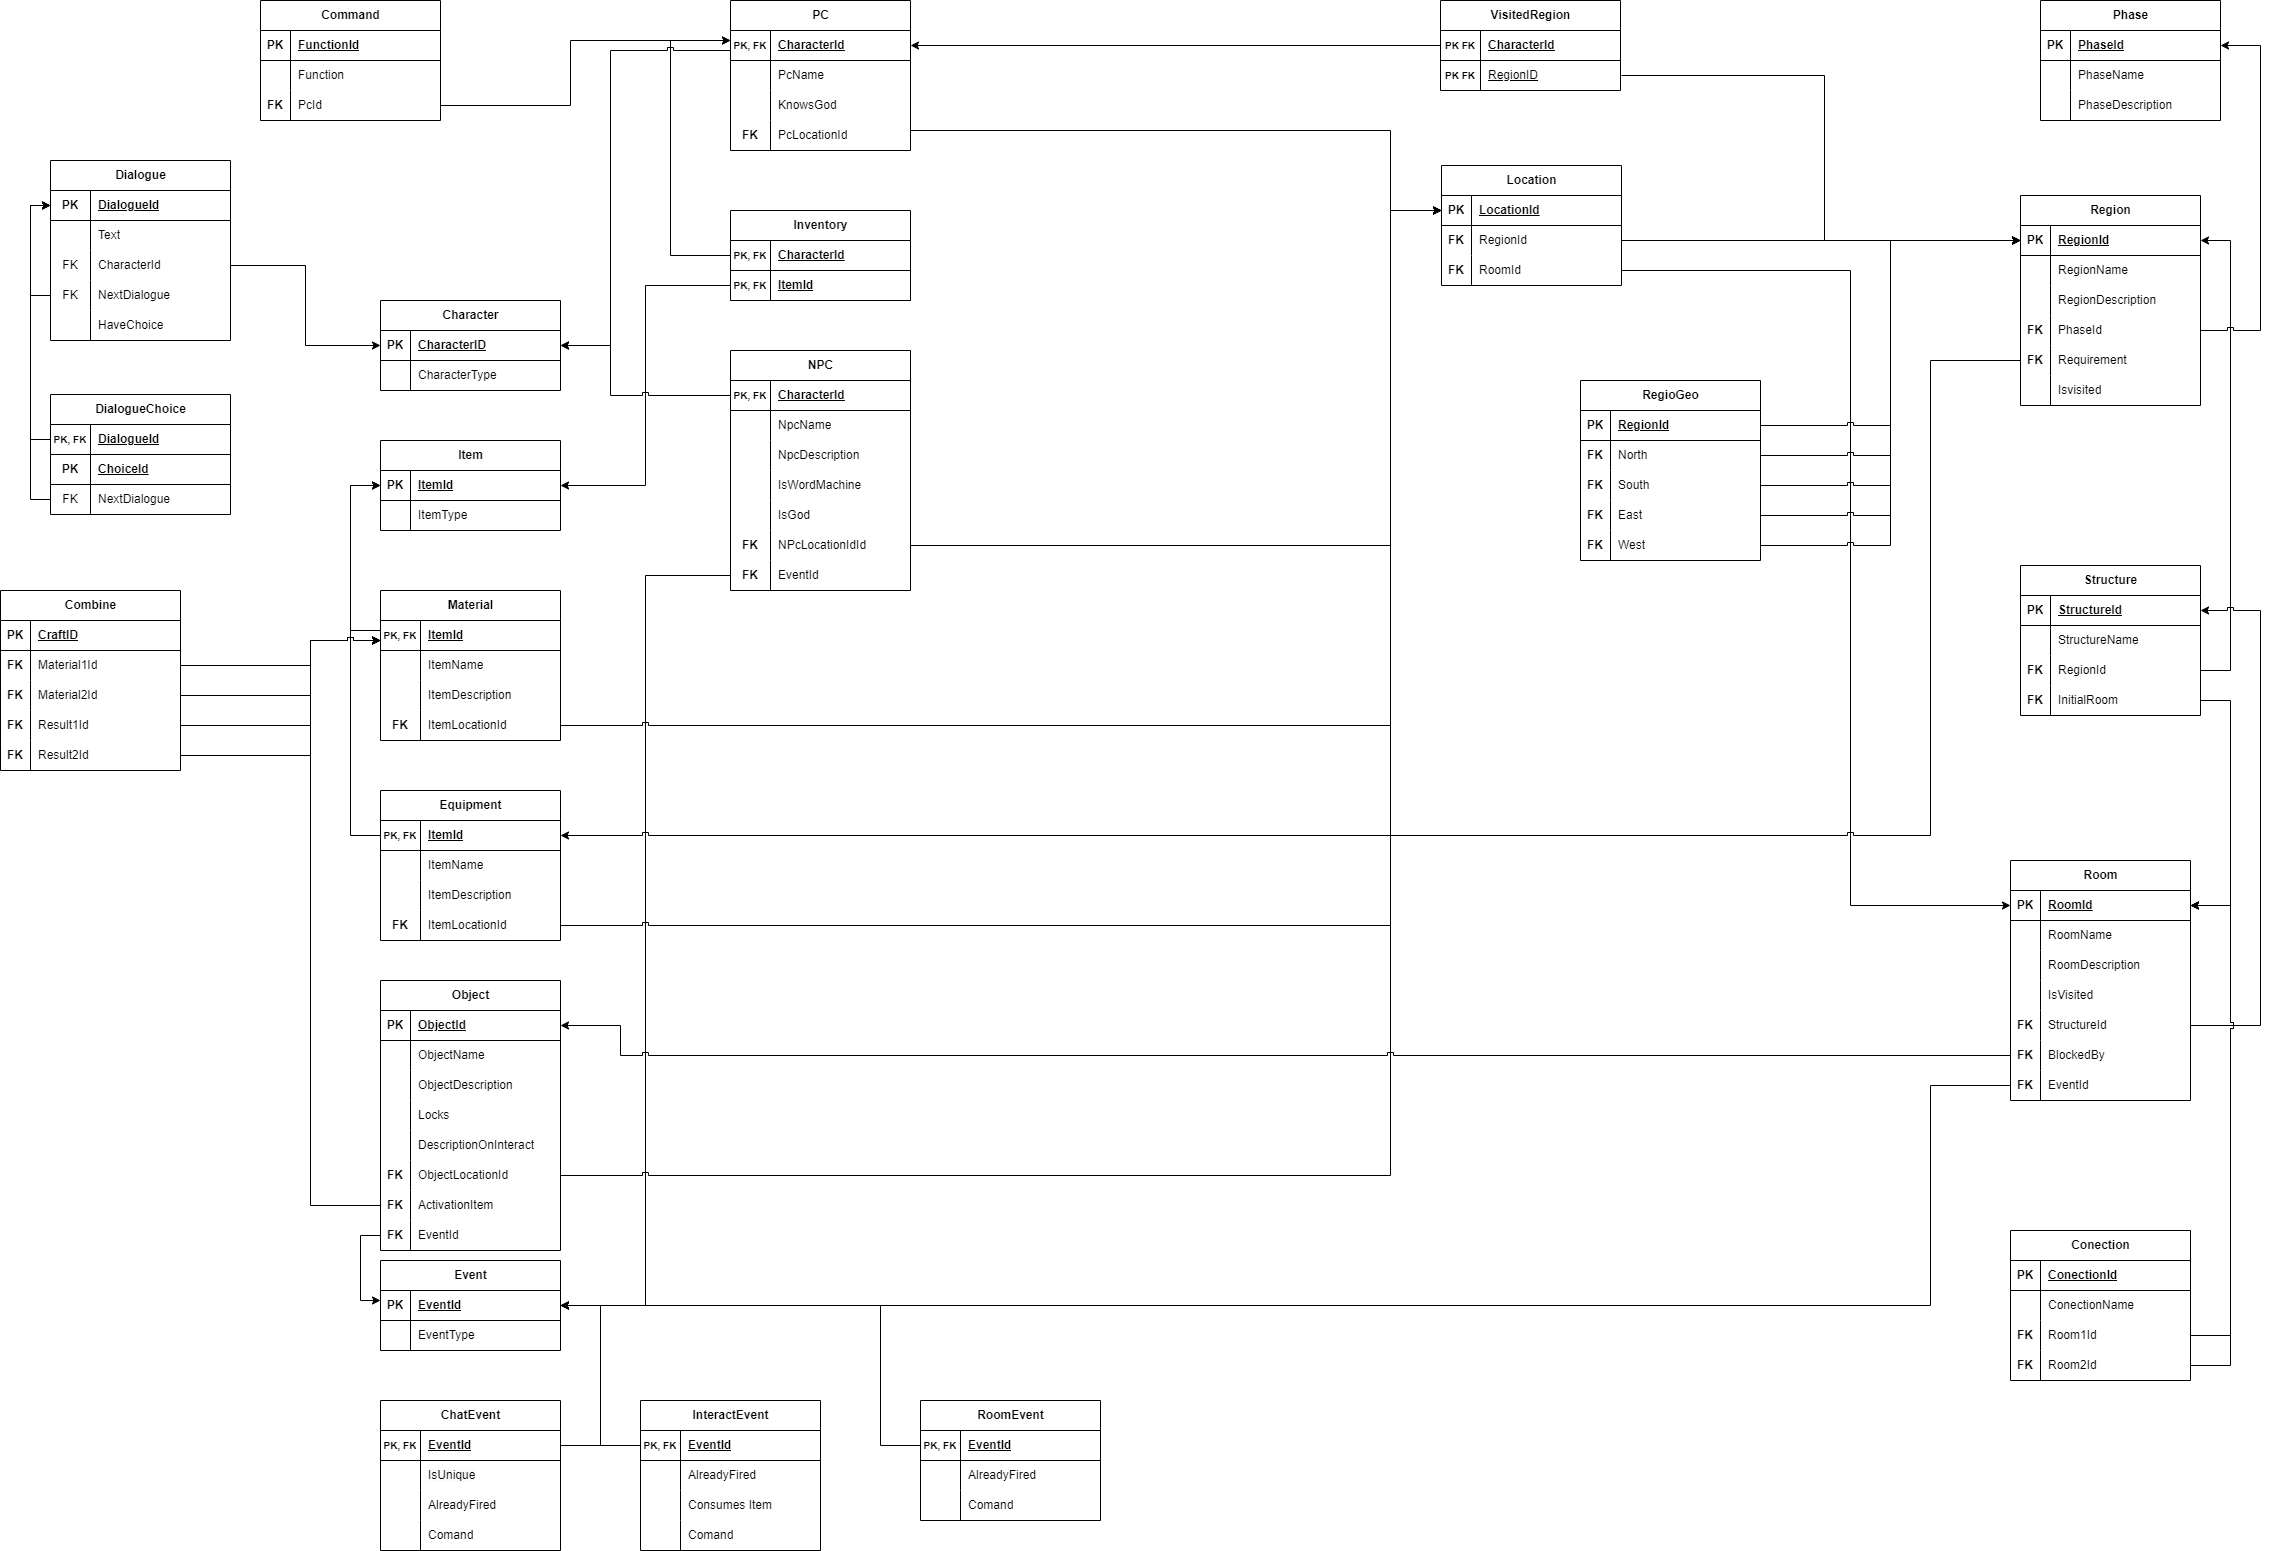 Command
PK FunctionId
Function
FK PcId
PC
PK, FK CharacterId
PcName
KnowsGod
FK PcLocationId
VisitedRegion
PK FK CharacterId
PK FK RegionID
Phase
PK PhaseId
PhaseName
PhaseDescription
Dialogue
PK DialogueId
Text
FK CharacterId
FK NextDialogue
HaveChoice
Inventory
PK, FK CharacterId
PK, FK ItemId
Location
PK LocationId
FK RegionId
FK RoomId
Region
PK RegionId
RegionName
RegionDescription
FK PhaseId
FK Requirement
Isvisited
Character
PK CharacterID
CharacterType
NPC
PK, FK CharacterId
NpcName
NpcDescription
IsWordMachine
IsGod
FK NPcLocationIdId
FK EventId
RegioGeo
PK RegionId
FK North
FK South
FK East
FK West
DialogueChoice
PK, FK DialogueId
PK ChoiceId
FK NextDialogue
Item
PK ItemId
ItemType
Structure
PK StructureId
StructureName
FK RegionId
FK InitialRoom
Combine
PK CraftID
FK Material1Id
FK Material2Id
FK Result1Id
FK Result2Id
Material
PK, FK ItemId
ItemName
ItemDescription
FK ItemLocationId
Equipment
PK, FK ItemId
ItemName
ItemDescription
FK ItemLocationId
Room
PK RoomId
RoomName
RoomDescription
IsVisited
FK StructureId
FK BlockedBy
FK EventId
Object
PK ObjectId
ObjectName
ObjectDescription
Locks
DescriptionOnInteract
FK ObjectLocationId
FK ActivationItem
FK EventId
Event
PK EventId
EventType
Conection
PK ConectionId
ConectionName
FK Room1Id
FK Room2Id
ChatEvent
PK, FK EventId
IsUnique
AlreadyFired
Comand
InteractEvent
PK, FK EventId
AlreadyFired
Consumes Item
Comand
RoomEvent
PK, FK EventId
AlreadyFired
Comand